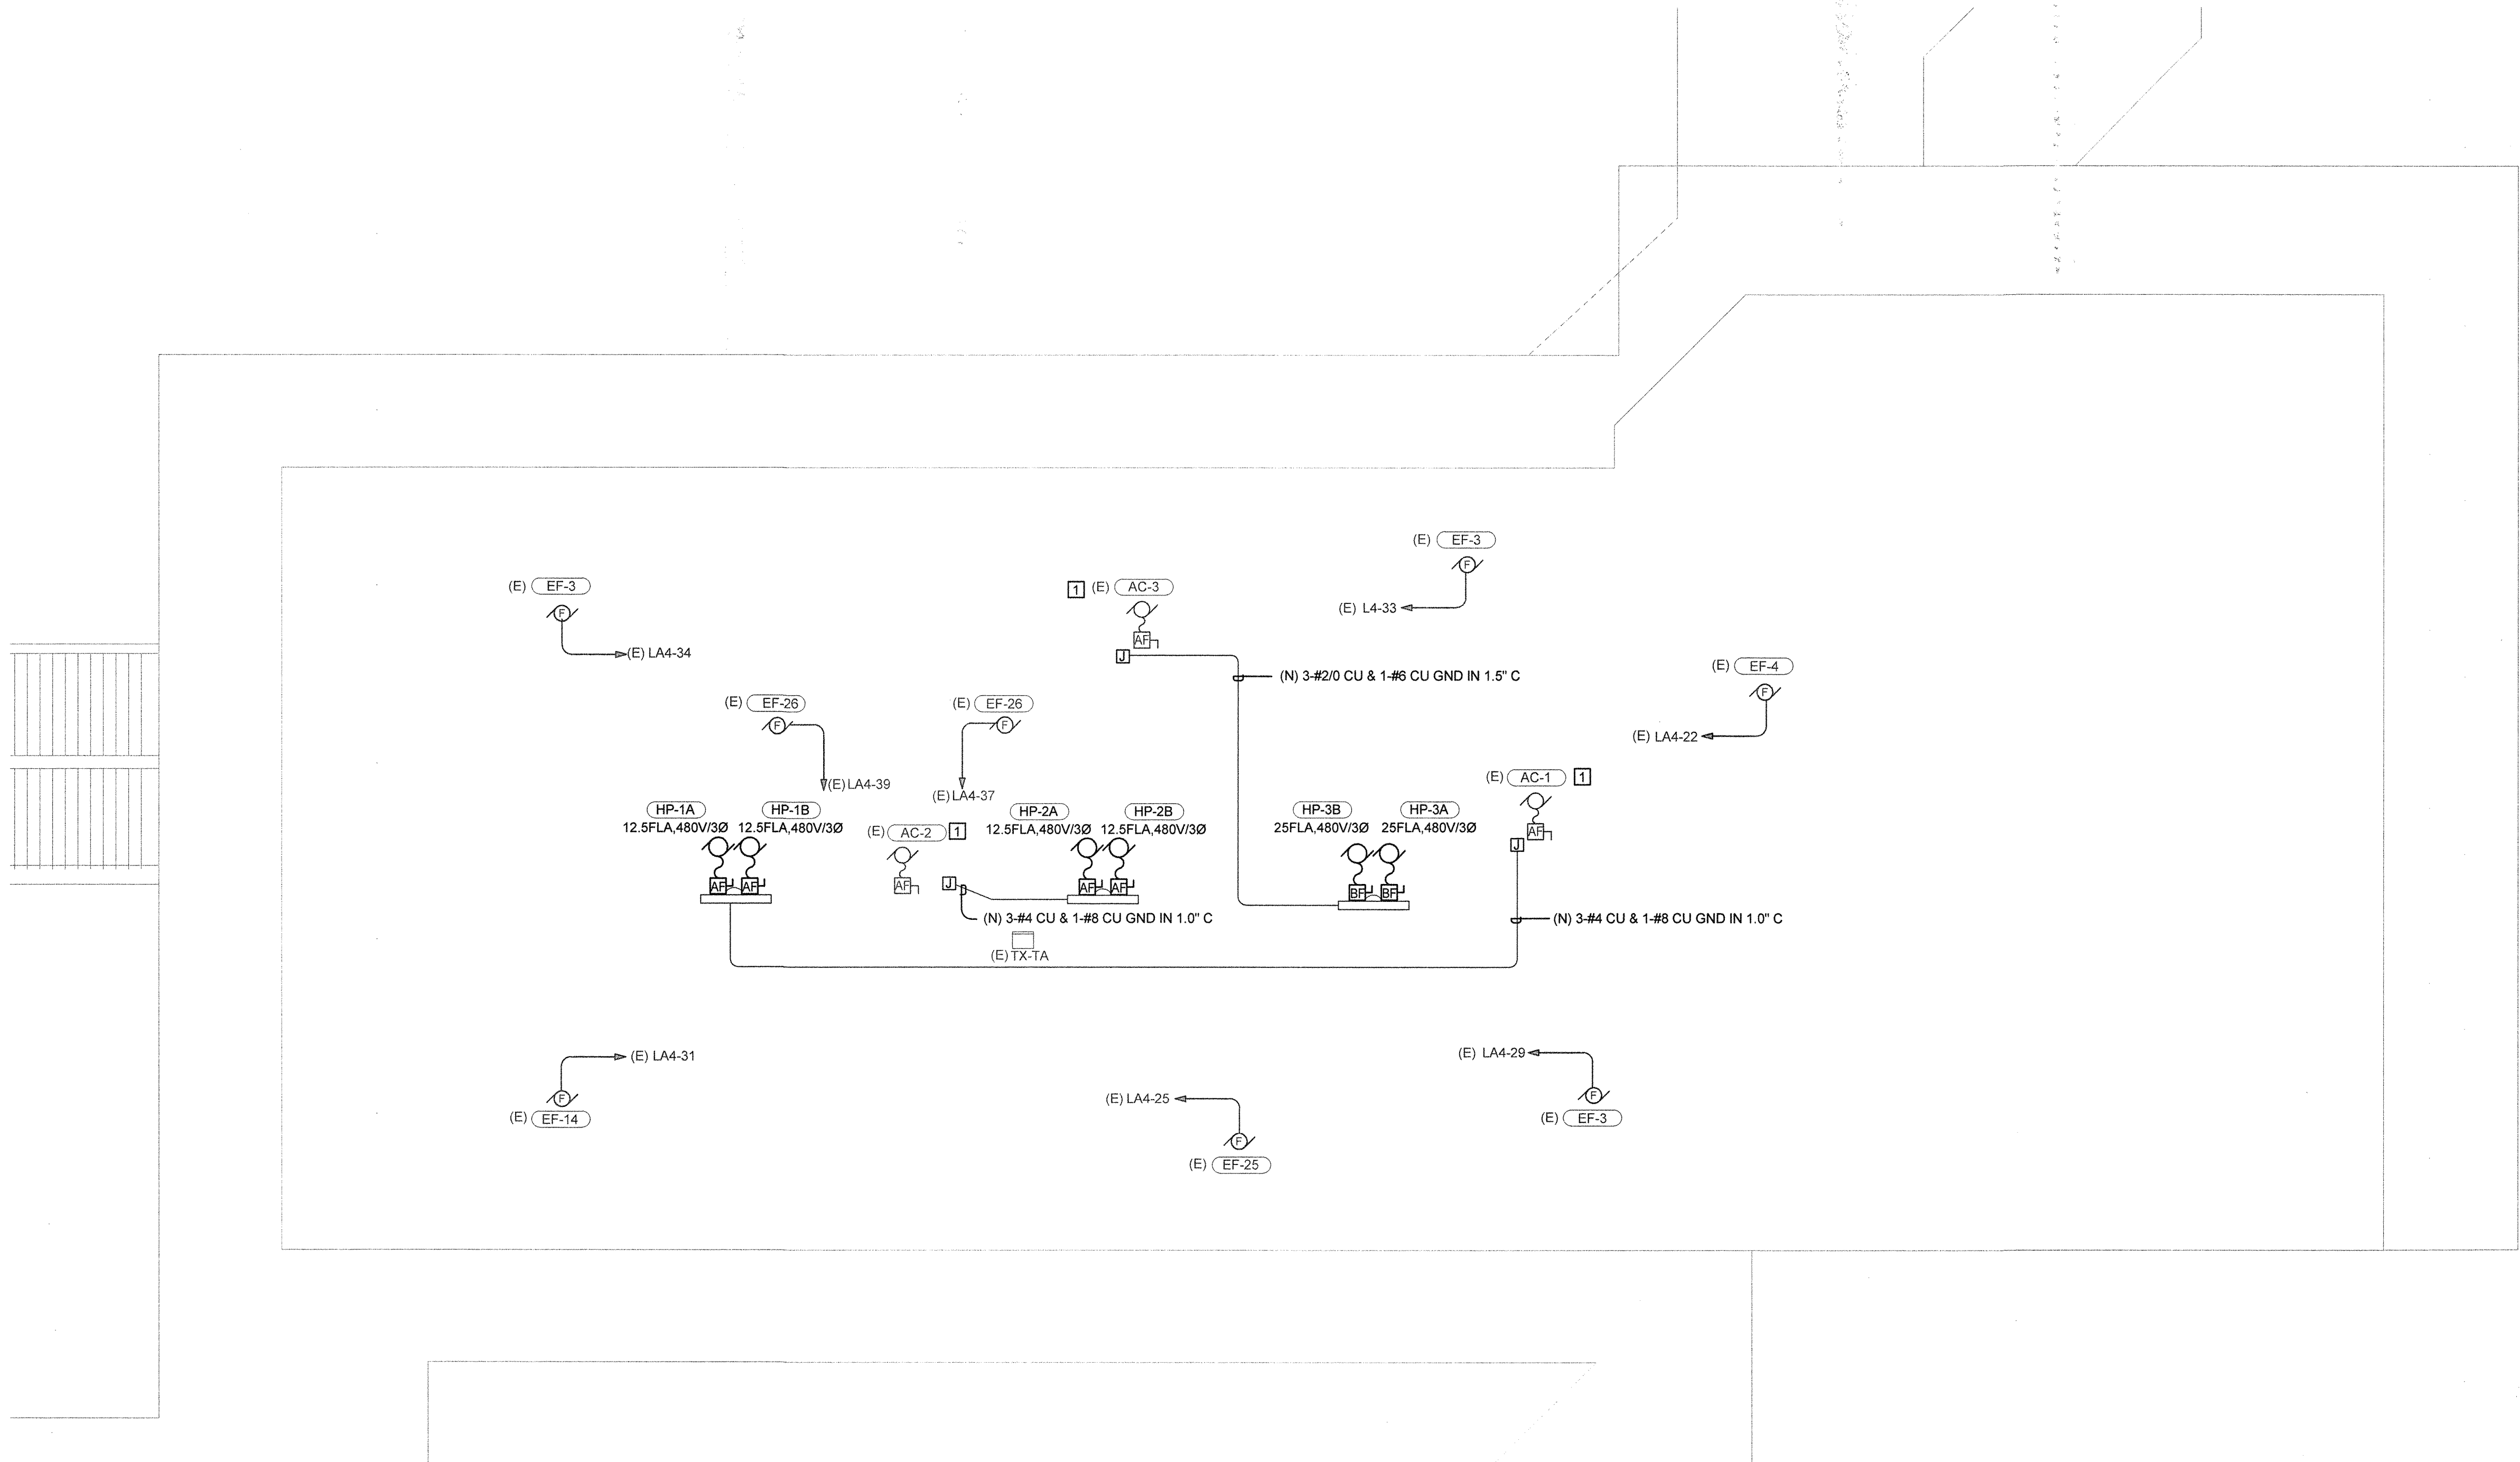 (E) EF-3
F
(E) L4-33
(E) EF-3
F
(E) LA4-34
1 (E) AC-3
AF
J
(N) 3-#2/0 CU & 1-#6 CU GND IN 1.5" C
(E) EF-4
F
(E) LA4-22
(E) EF-26
F
(E) LA4-39
(E) EF-26
F
(E) LA4-37
(E) AC-1 1
AF
J
HP-1A HP-1B
12.5FLA,480V/3Ø 12.5FLA,480V/3Ø
AF AF
(E) AC-2 1
AF
J
HP-2A HP-2B
12.5FLA,480V/3Ø 12.5FLA,480V/3Ø
AF AF
HP-3B HP-3A
25FLA,480V/3Ø 25FLA,480V/3Ø
BF BF
(N) 3-#4 CU & 1-#8 CU GND IN 1.0" C
(N) 3-#4 CU & 1-#8 CU GND IN 1.0" C
(E) TX-TA
(E) LA4-31
F
(E) EF-14
(E) LA4-25
F
(E) EF-25
(E) LA4-29
F
(E) EF-3